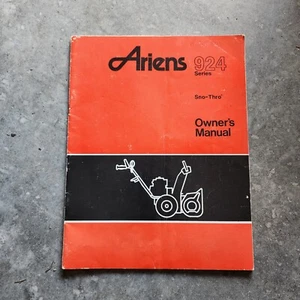 Ariens 924
Series
Sno-Thro®
Owner's
Manual